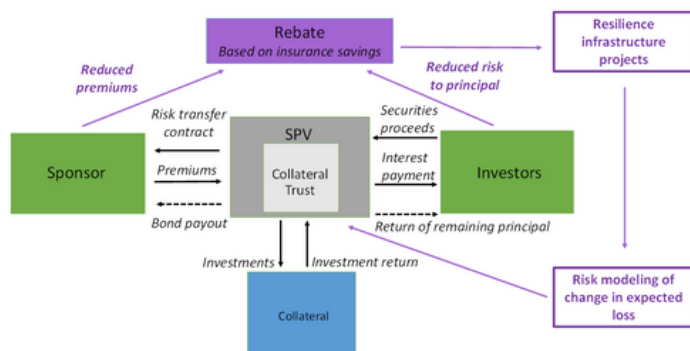 Rebate
Based on insurance savings
Resilience
infrastructure
projects
Reduced
premiums
Reduced risk
to principal
Risk transfer
contract
Securities
proceeds
SPV
Sponsor
Premiums
Collateral
Trust
Interest
payment
Investors
Bond payout
Return of remaining principal
Investments
Investment return
Risk modeling of
change in expected
loss
Collateral